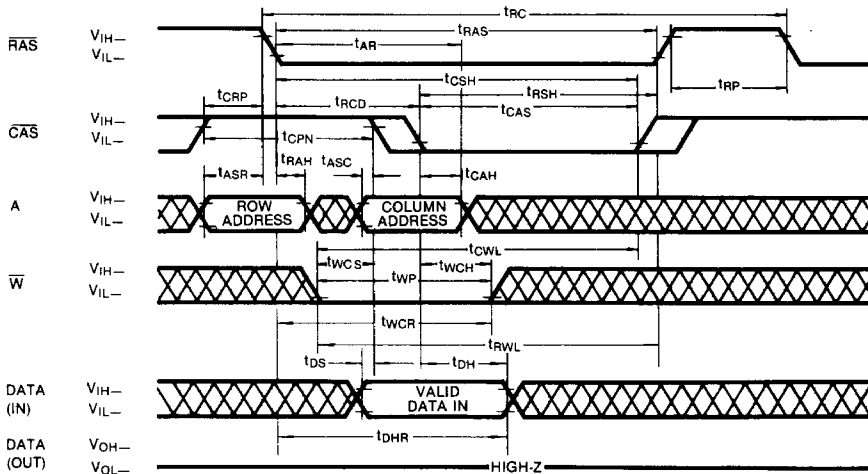 tRC
tRAS
tAR
RAS VIH
VIL
tCSH
tRSH
tRP
tCRP tRCD tCAS
CAS VIH
VIL
tCPN
tASR tRAH tASC tCAH
A VIH
VIL
ROW ADDRESS
COLUMN ADDRESS
tCWL
tWCS tWCH
W VIH
VIL
tWP
tWCR
tRWL
tDS tDH
DATA (IN) VIH
VIL
VALID DATA IN
tDHR
DATA (OUT) VOH
VOL
HIGH-Z